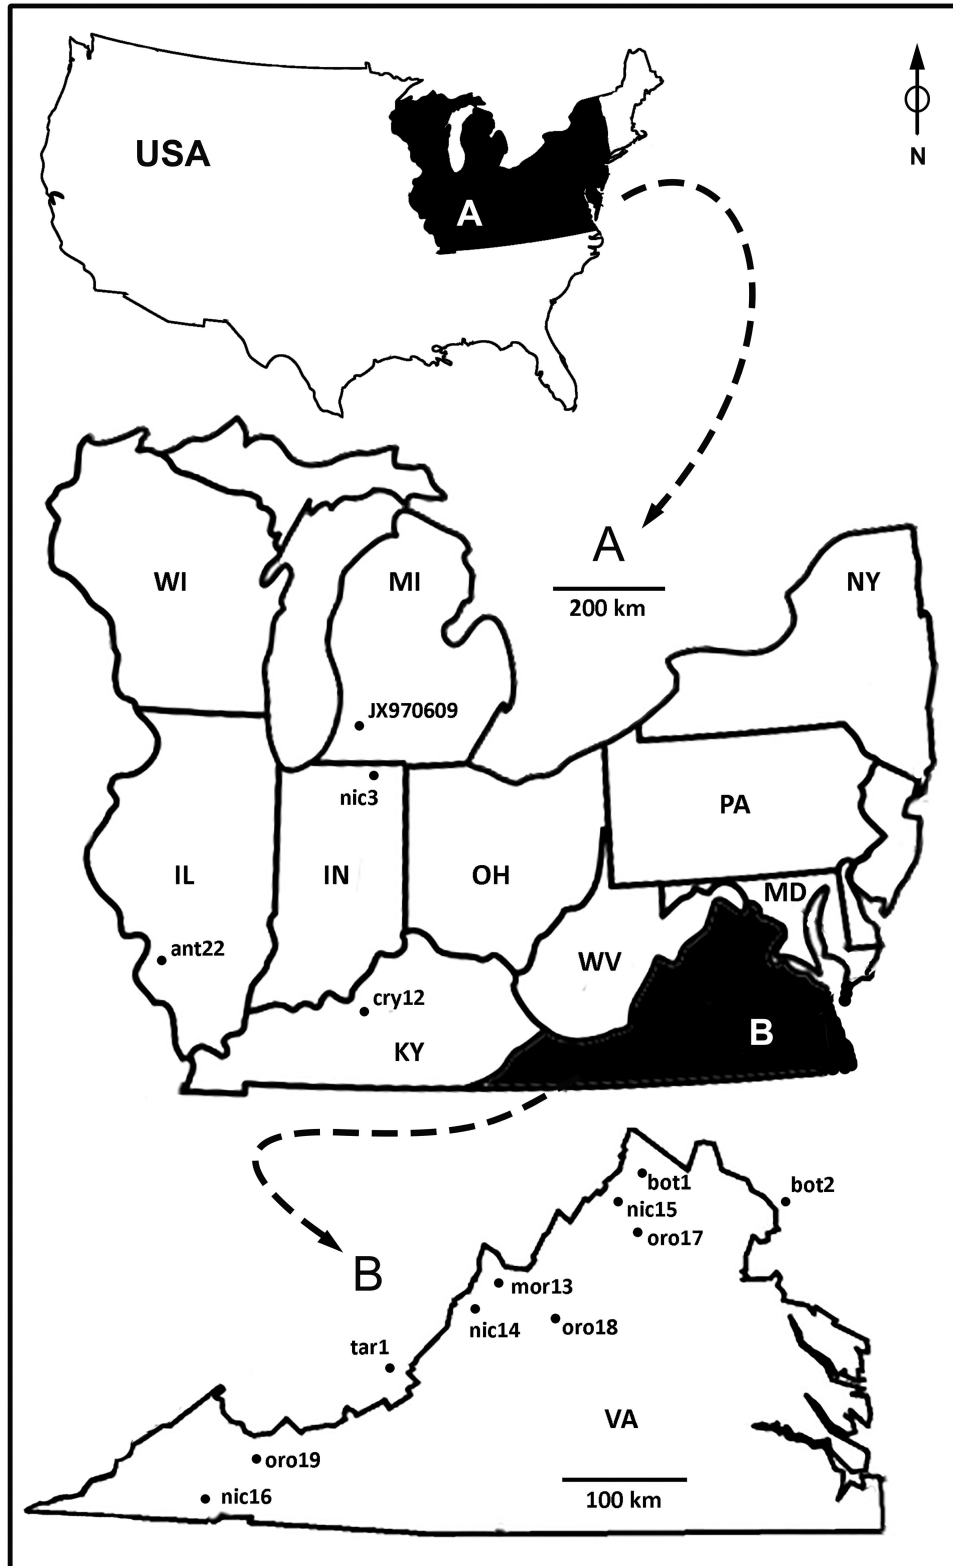 USA
N
A
A
200 km
WI
MI
NY
JX970609
nic3
PA
IL
IN
OH
MD
ant22
WV
cry12
B
KY
bot1
bot2
nic15
oro17
B
mor13
nic14
oro18
tar1
VA
oro19
nic16
100 km